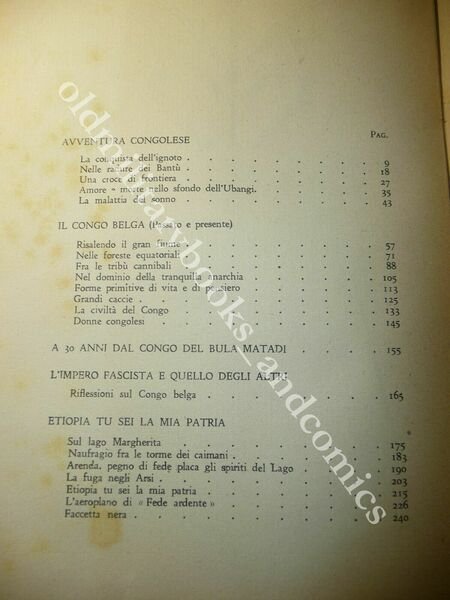 AVVENTURA CONGOLESE PAG.
La conquista dell'ignoto 9
Nelle radure dei Bantù 18
Una croce di frontiera 27
Amore e morte nello sfondo dell'Ubangi. 35
La malattia del sonno 43
IL CONGO BELGA (Passato e presente)
Risalendo il gran fiume 57
Nelle foreste equatoriali 71
Fra le tribù cannibali 88
Nel dominio della tranquilla anarchia 105
Forme primitive di vita e di pensiero 113
Grandi caccie 125
La civiltà del Congo 133
Donne congolesi 145
A 30 ANNI DAL CONGO DEL BULA MATADI 155
L'IMPERO FASCISTA E QUELLO DEGLI ALTRI
Riflessioni sul Congo belga 165
ETIOPIA TU SEI LA MIA PATRIA
Sul lago Margherita 175
Naufragio fra le torme dei caimani 183
Arenda, pegno di fede placa gli spiriti del Lago 190
La fuga negli Arsi 203
Etiopia tu sei la mia patria 215
L'aeroplano di « Fede ardente » 226
Faccetta nera 240
oldmilitarybooks_andcomics